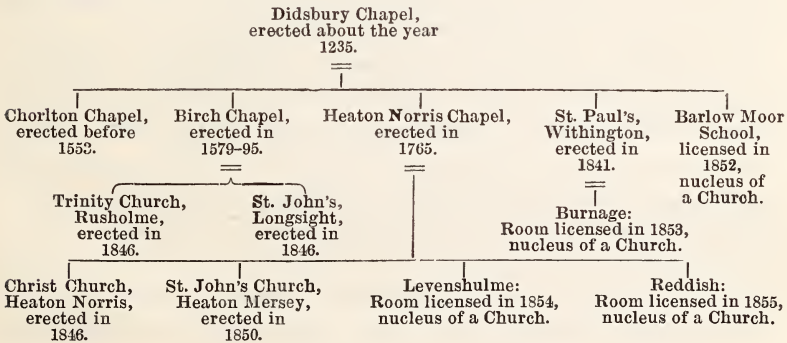 Didsbury Chapel,
erected about the year
1235.
Chorlton Chapel,
erected before
1553.
Birch Chapel,
erected in
1579-95.
Heaton Norris Chapel,
erected in
1765.
St. Paul's,
Withington,
erected in
1841.
Barlow Moor
School,
licensed in
1852,
nucleus of
a Church.
Trinity Church,
Rusholme,
erected in
1846.
St. John's,
Longsight,
erected in
1846.
Burnage:
Room licensed in 1853,
nucleus of a Church.
Christ Church,
Heaton Norris,
erected in
1846.
St. John's Church,
Heaton Mersey,
erected in
1850.
Levenshulme:
Room licensed in 1854,
nucleus of a Church.
Reddish:
Room licensed in 1855,
nucleus of a Church.